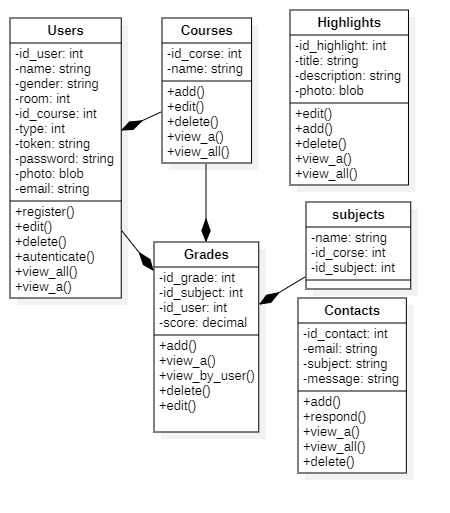 Users
-id_user: int
-name: string
-gender: string
-room: int
-id_course: int
-type: int
-token: string
-password: string
-photo: blob
-email: string
+register()
+edit()
+delete()
+autenticate()
+view_all()
+view_a()
Courses
-id_corse: int
-name: string
+add()
+edit()
+delete()
+view_a()
+view_all()
Highlights
-id_highlight: int
-title: string
-description: string
-photo: blob
+edit()
+add()
+delete()
+view_a()
+view_all()
Grades
-id_grade: int
-id_subject: int
-id_user: int
-score: decimal
+add()
+view_a()
+view_by_user()
+delete()
+edit()
subjects
-name: string
-id_corse: int
-id_subject: int
Contacts
-id_contact: int
-email: string
-subject: string
-message: string
+add()
+respond()
+view_a()
+view_all()
+delete()